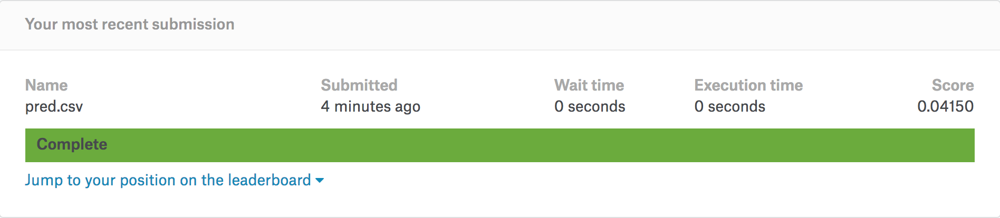 Your most recent submission
Name Submitted Wait time Execution time Score
pred.csv 4 minutes ago 0 seconds 0 seconds 0.04150
Complete
Jump to your position on the leaderboard